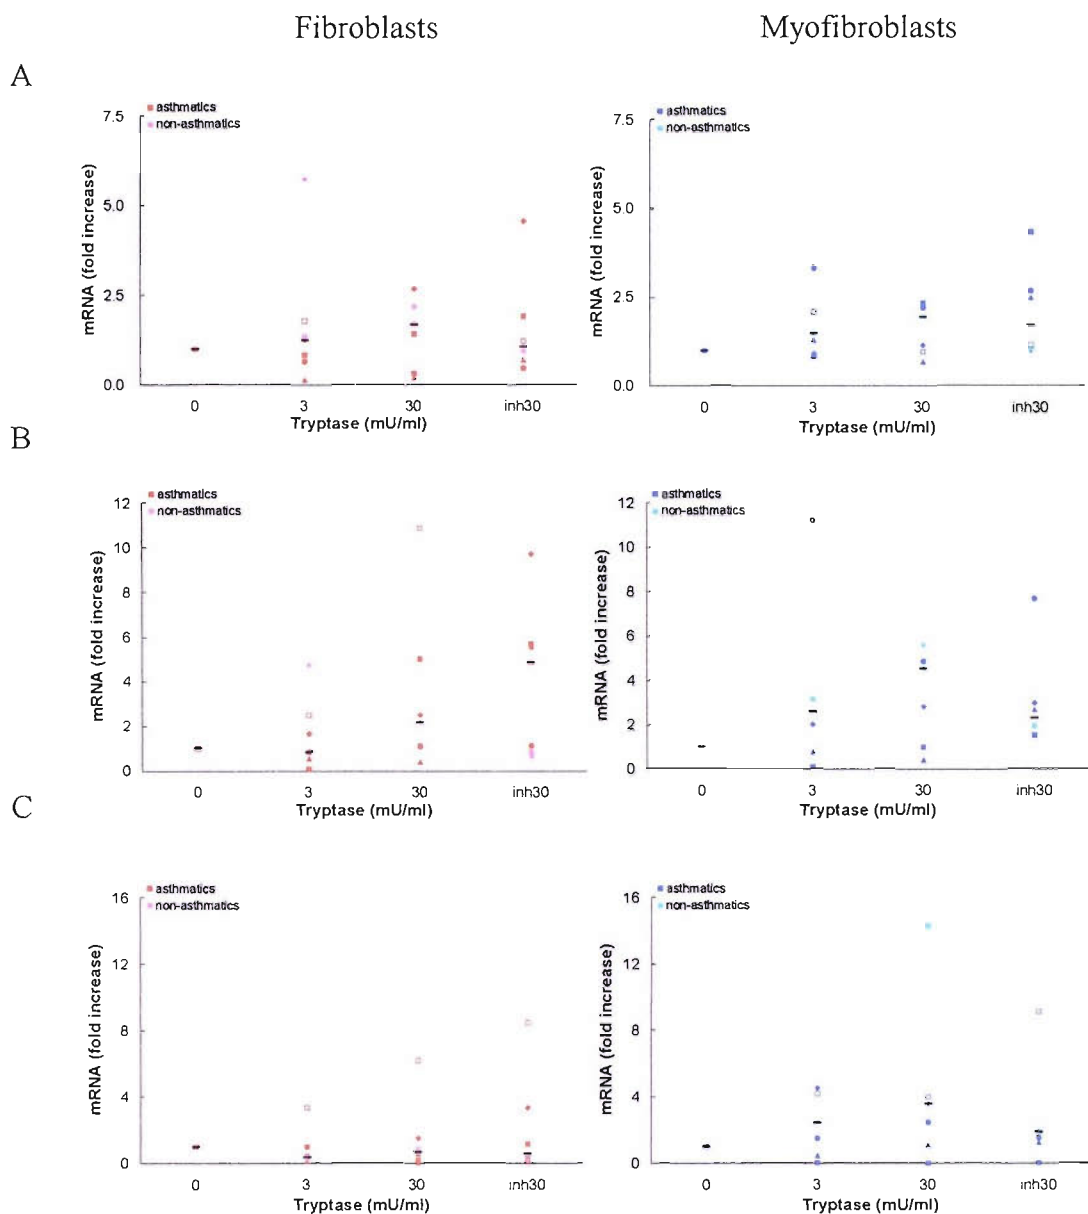 Fibroblasts
Myofibroblasts
A
asthmatics
non-asthmatics
7.5
5.0
2.5
0.0
mRNA (fold increase)
0 3 30 inh30
Tryptase (mU/ml)
asthmatics
non-asthmatics
7.5
5.0
2.5
0.0
mRNA (fold increase)
0 3 30 inh30
Tryptase (mU/ml)
B
asthmatics
non-asthmatics
12
10
8
6
4
2
0
mRNA (fold increase)
0 3 30 inh30
Tryptase (mU/ml)
asthmatics
non-asthmatics
12
10
8
6
4
2
0
mRNA (fold increase)
0 3 30 inh30
Tryptase (mU/ml)
C
asthmatics
non-asthmatics
16
12
8
4
0
mRNA (fold increase)
0 3 30 inh30
Tryptase (mU/ml)
asthmatics
non-asthmatics
16
12
8
4
0
mRNA (fold increase)
0 3 30 inh30
Tryptase (mU/ml)